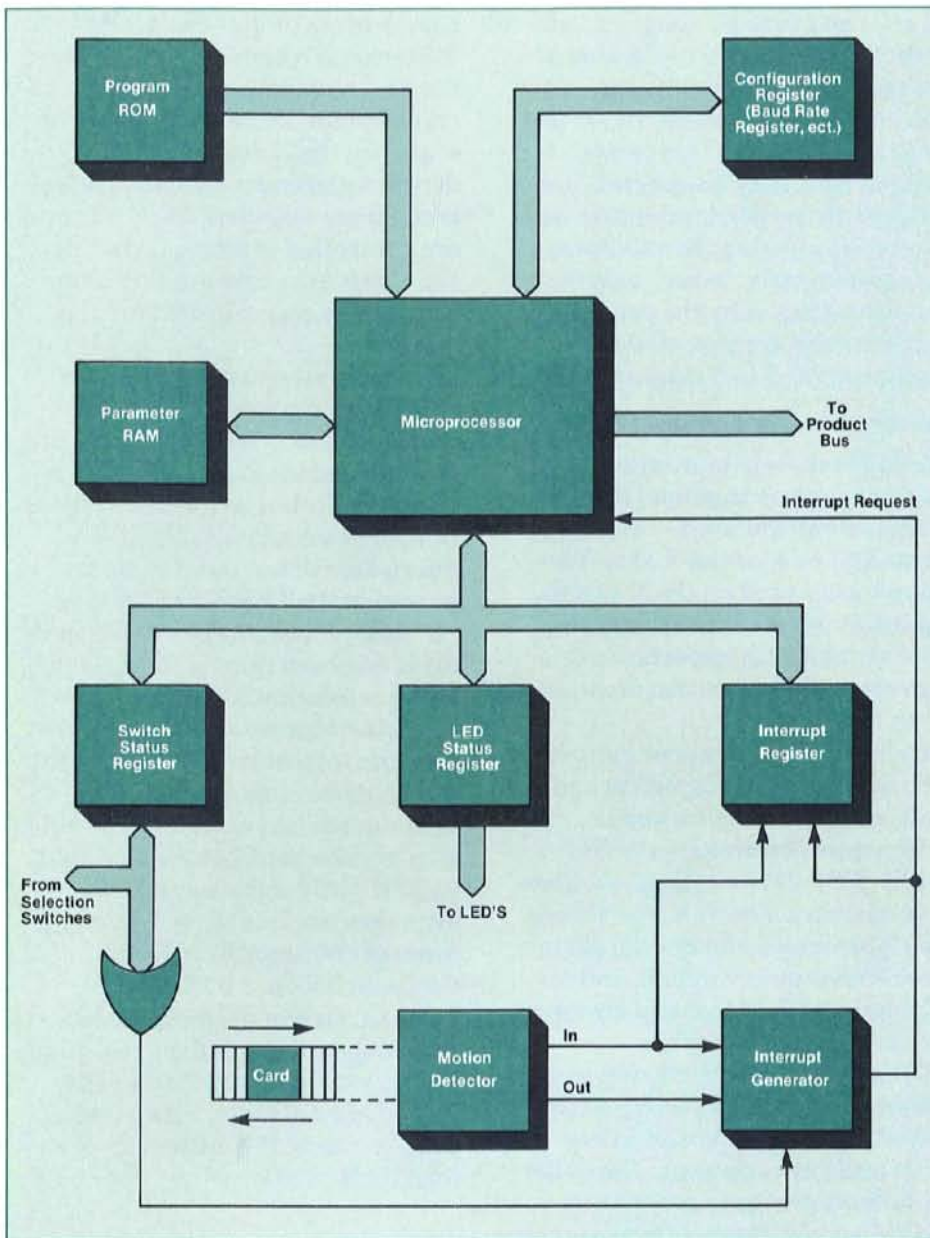 Program
ROM
Configuration
Register
(Baud Rate
Register, ect.)
Parameter
RAM
Microprocessor
To
Product
Bus
Interrupt Request
Switch
Status
Register
LED
Status
Register
Interrupt
Register
From
Selection
Switches
To LED'S
Card
Motion
Detector
In
Out
Interrupt
Generator